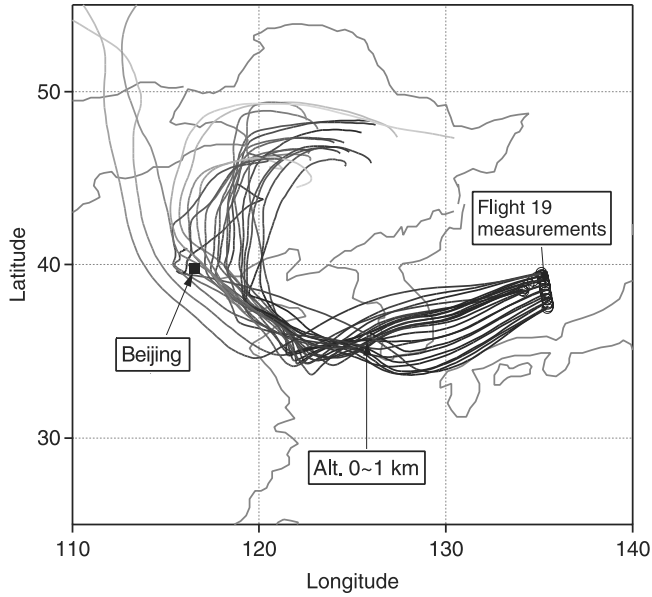 50
40
30
110
120
130
140
Latitude
Longitude
Flight 19
measurements
Beijing
Alt. 0~1 km